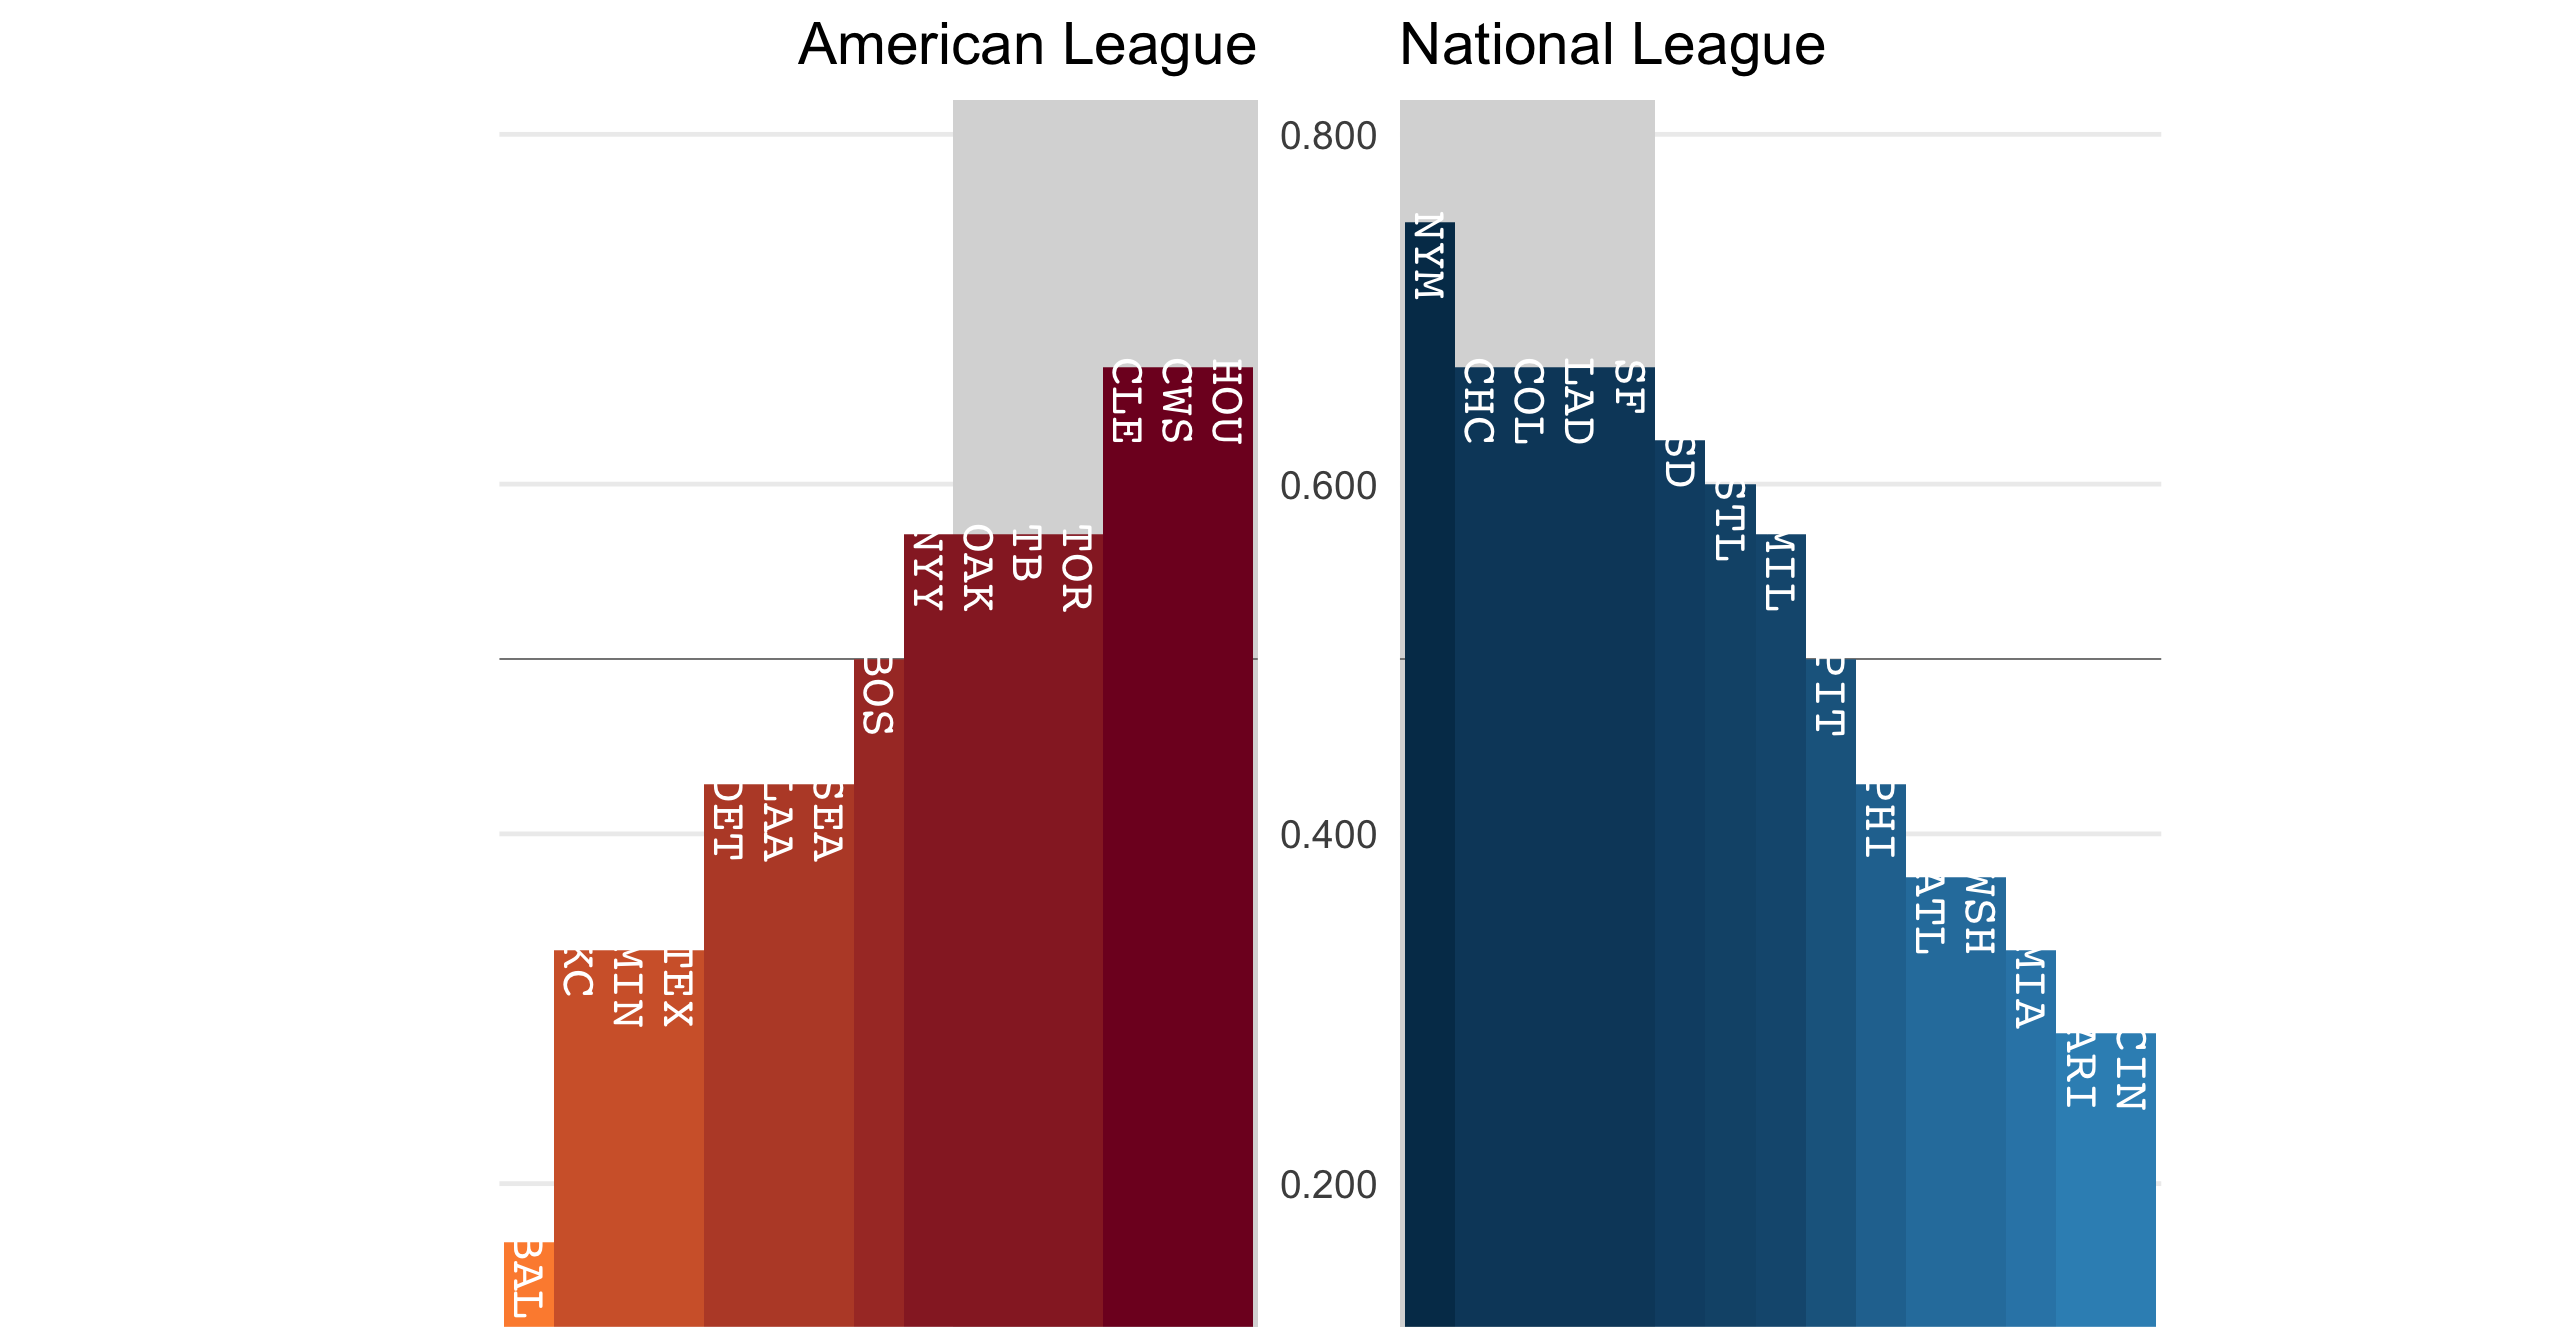 American League
National League
0.800
0.600
0.400
0.200
BAL
KC
MIN
TEX
DET
LAA
SEA
BOS
NYY
OAK
TB
TOR
CLE
CWS
HOU
NYM
CHC
COL
LAD
SF
SD
STL
MIL
PIT
PHI
ATL
WSH
MIA
ARI
CIN